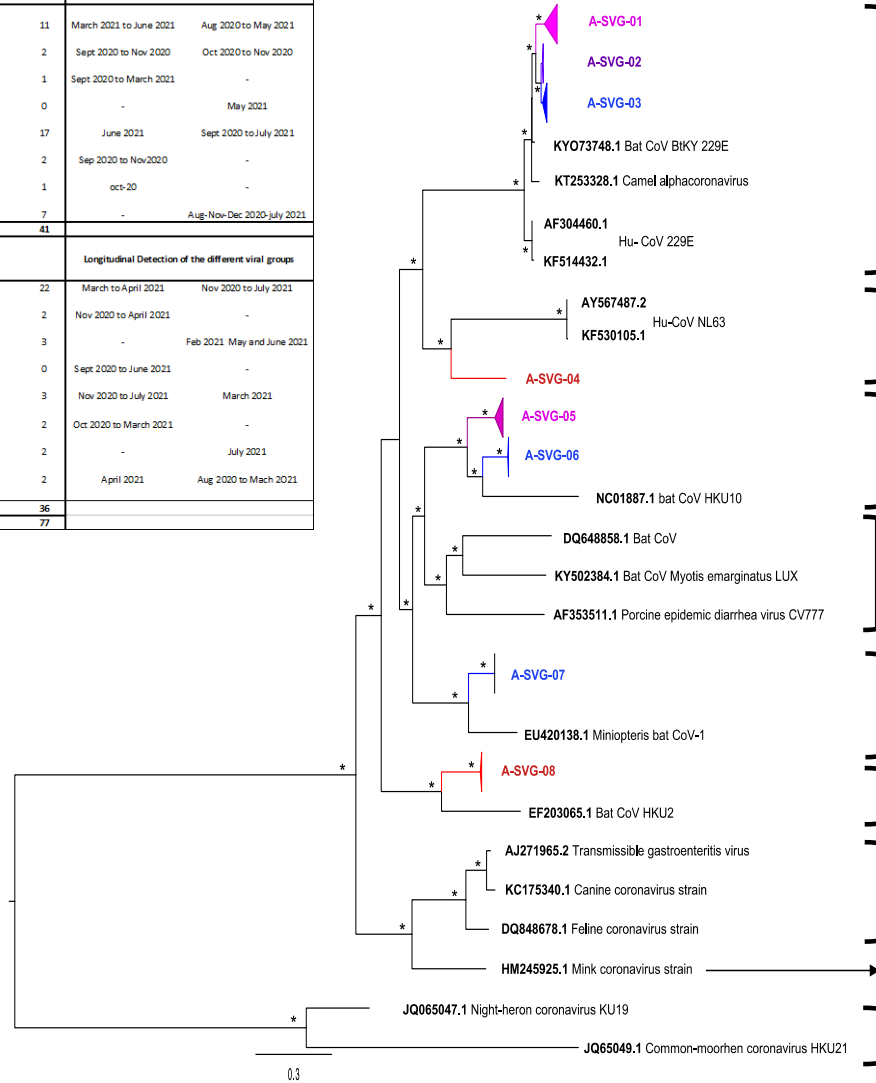 11 March 2021 to June 2021 Aug 2020 to May 2021
2 Sept 2020 to Nov 2020 Oct 2020 to Nov 2020
1 Sept 2020 to March 2021 -
0 - May 2021
17 June 2021 Sept 2020 to July 2021
2 Sep 2020 to Nov2020 -
1 oct-20 -
7 - Aug-Nov-Dec 2020-july 2021
41
Longitudinal Detection of the different viral groups
22 March to April 2021 Nov 2020 to July 2021
2 Nov 2020 to April 2021 -
3 - Feb 2021 May and June 2021
0 Sept 2020 to June 2021 -
3 Nov 2020 to July 2021 March 2021
2 Oct 2020 to March 2021 -
2 - July 2021
2 April 2021 Aug 2020 to Mach 2021
36
77
A-SVG-01
A-SVG-02
A-SVG-03
KYO73748.1 Bat CoV BtKY 229E
KT253328.1 Camel alphacoronavirus
AF304460.1
Hu- CoV 229E
KF514432.1
AY567487.2
Hu-CoV NL63
KF530105.1
A-SVG-04
A-SVG-05
A-SVG-06
NC01887.1 bat CoV HKU10
DQ648858.1 Bat CoV
KY502384.1 Bat CoV Myotis emarginatus LUX
AF353511.1 Porcine epidemic diarrhea virus CV777
A-SVG-07
EU420138.1 Miniopteris bat CoV-1
A-SVG-08
EF203065.1 Bat CoV HKU2
AJ271965.2 Transmissible gastroenteritis virus
KC175340.1 Canine coronavirus strain
DQ848678.1 Feline coronavirus strain
HM245925.1 Mink coronavirus strain
JQ065047.1 Night-heron coronavirus KU19
JQ65049.1 Common-moorhen coronavirus HKU21
0.3